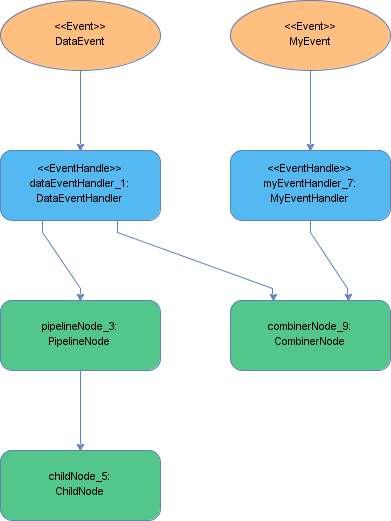 <<Event>>
DataEvent
<<Event>>
MyEvent
<<EventHandle>>
dataEventHandler_1:
DataEventHandler
<<EventHandle>>
myEventHandler_7:
MyEventHandler
pipelineNode_3:
PipelineNode
combinerNode_9:
CombinerNode
childNode_5:
ChildNode